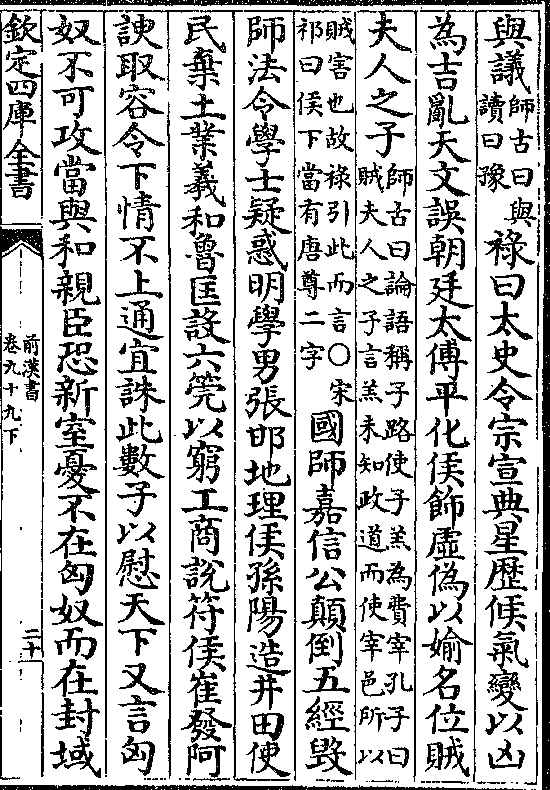 與議師古曰與讀曰豫祿曰太史令宗宣典星歴候氣變以凶
為吉亂天文誤朝廷太傅平化侯飾虛偽以媮名位賊
夫人之子師古曰論語稱子路使子羔為費宰孔子曰賊夫人之子言羔未知政道而使宰邑所以
賊害也故祿引此而言○宋祁曰侯下當有唐尊二字國師嘉信公顛倒五經毀
師法令學士疑惑明學男張邯地理侯孫陽造井田使
民棄土業羲和魯匡設六筦以窮工商說符侯崔發阿
諛取容令下情不上通宜誅此數子以慰天下又言匈
奴不可攻當與和親臣恐新室憂不在匈奴而在封域
欽定四庫全書
前漢書
卷九十九下
二十